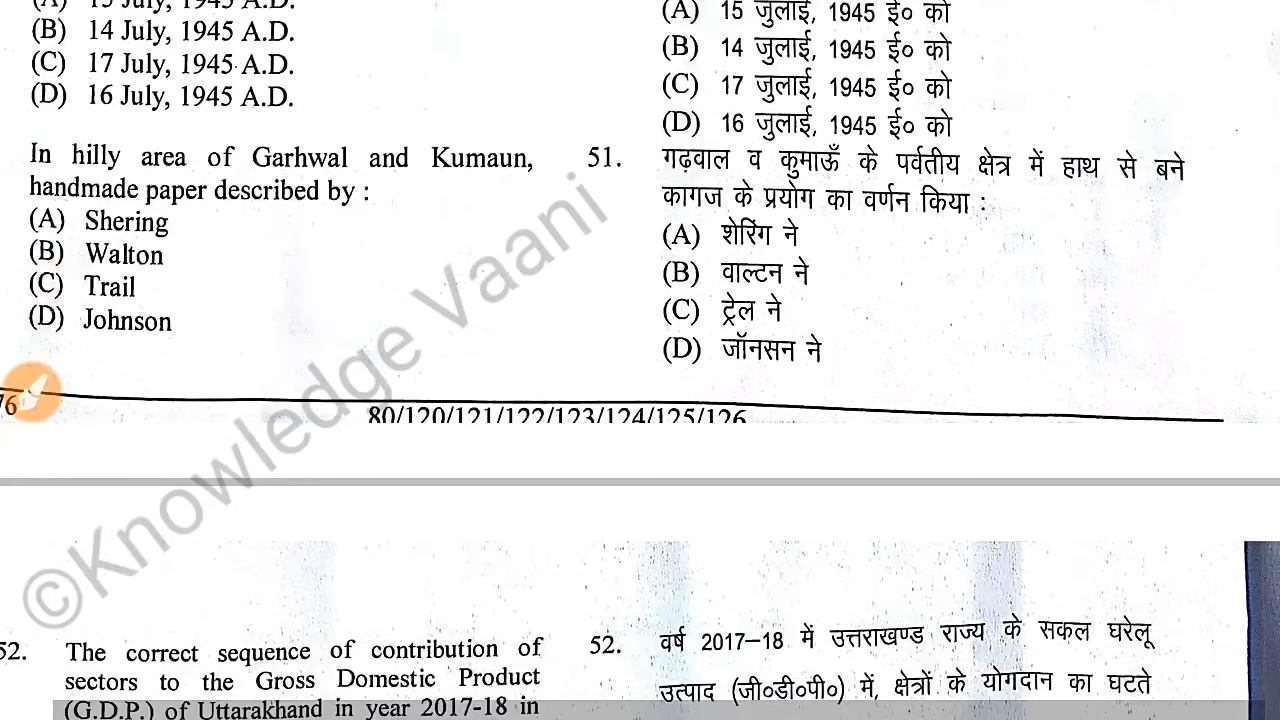 (A) 15 July, 1945 A.D.
(B) 14 July, 1945 A.D.
(C) 17 July, 1945 A.D.
(D) 16 July, 1945 A.D.
In hilly area of Garhwal and Kumaun,
handmade paper described by :
(A) Shering
(B) Walton
(C) Trail
(D) Johnson
(A) 15 जुलाई, 1945 ई० को
(B) 14 जुलाई, 1945 ई० को
(C) 17 जुलाई, 1945 ई० को
(D) 16 जुलाई, 1945 ई० को
51. गढ़वाल व कुमाऊँ के पर्वतीय क्षेत्र में हाथ से बने
कागज के प्रयोग का वर्णन किया :
(A) शेरिंग ने
(B) वाल्टन ने
(C) ट्रेल ने
(D) जॉनसन ने
76
80/120/121/122/123/124/125/126
©Knowledge Vaani
52. The correct sequence of contribution of
sectors to the Gross Domestic Product
(G.D.P.) of Uttarakhand in year 2017-18 in
52. वर्ष 2017–18 में उत्तराखण्ड राज्य के सकल घरेलू
उत्पाद (जी०डी०पी०) में, क्षेत्रों के योगदान का घटते